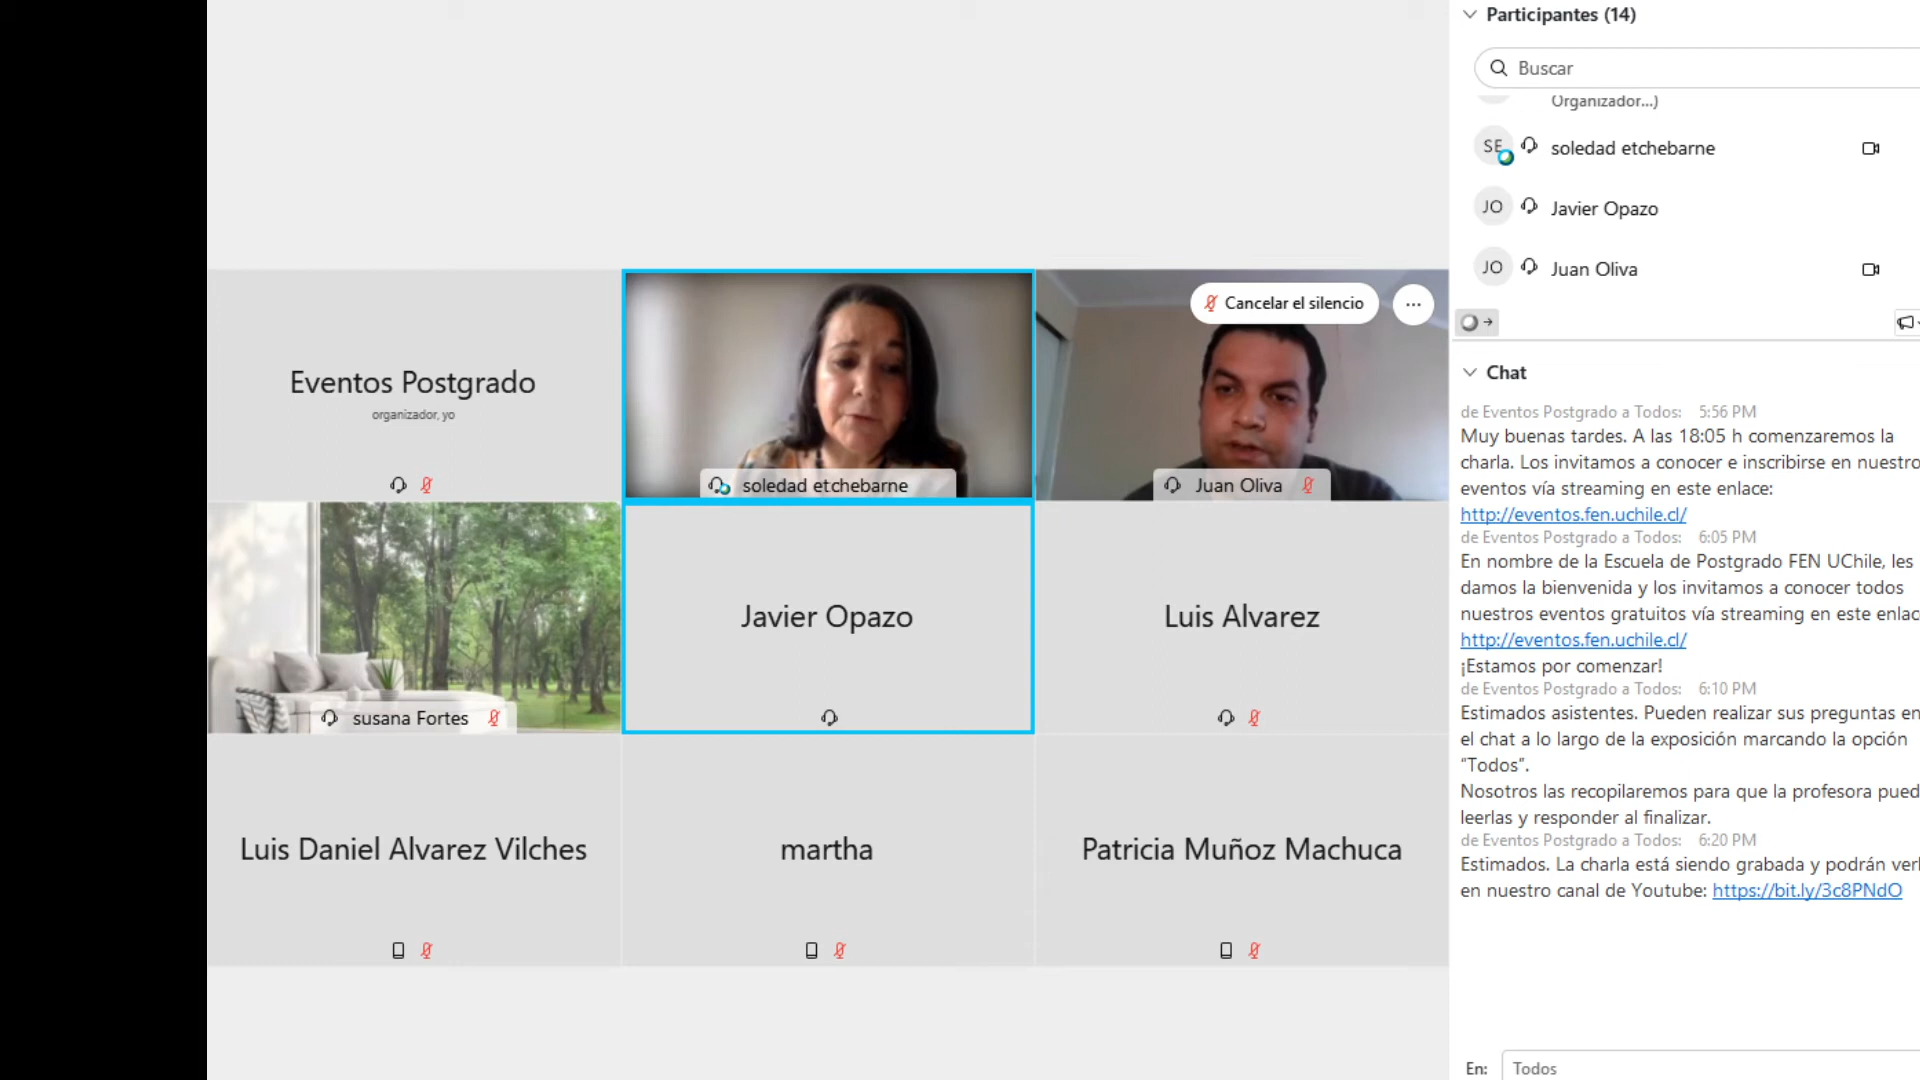 Eventos Postgrado
organizador, yo
soledad etchebarne
Cancelar el silencio
...
Juan Oliva
susana Fortes
Javier Opazo
Luis Alvarez
Luis Daniel Alvarez Vilches
martha
Patricia Muñoz Machuca
Participantes (14)
Buscar
Organizador...)
SE soledad etchebarne
JO Javier Opazo
JO Juan Oliva
Chat
de Eventos Postgrado a Todos: 5:56 PM
Muy buenas tardes. A las 18:05 h comenzaremos la
charla. Los invitamos a conocer e inscribirse en nuestro
eventos vía streaming en este enlace:
http://eventos.fen.uchile.cl/
de Eventos Postgrado a Todos: 6:05 PM
En nombre de la Escuela de Postgrado FEN UChile, les
damos la bienvenida y los invitamos a conocer todos
nuestros eventos gratuitos vía streaming en este enlac
http://eventos.fen.uchile.cl/
¡Estamos por comenzar!
de Eventos Postgrado a Todos: 6:10 PM
Estimados asistentes. Pueden realizar sus preguntas en
el chat a lo largo de la exposición marcando la opción
“Todos”.
Nosotros las recopilaremos para que la profesora pued
leerlas y responder al finalizar.
de Eventos Postgrado a Todos: 6:20 PM
Estimados. La charla está siendo grabada y podrán verl
en nuestro canal de Youtube: https://bit.ly/3c8PNdO
En: Todos